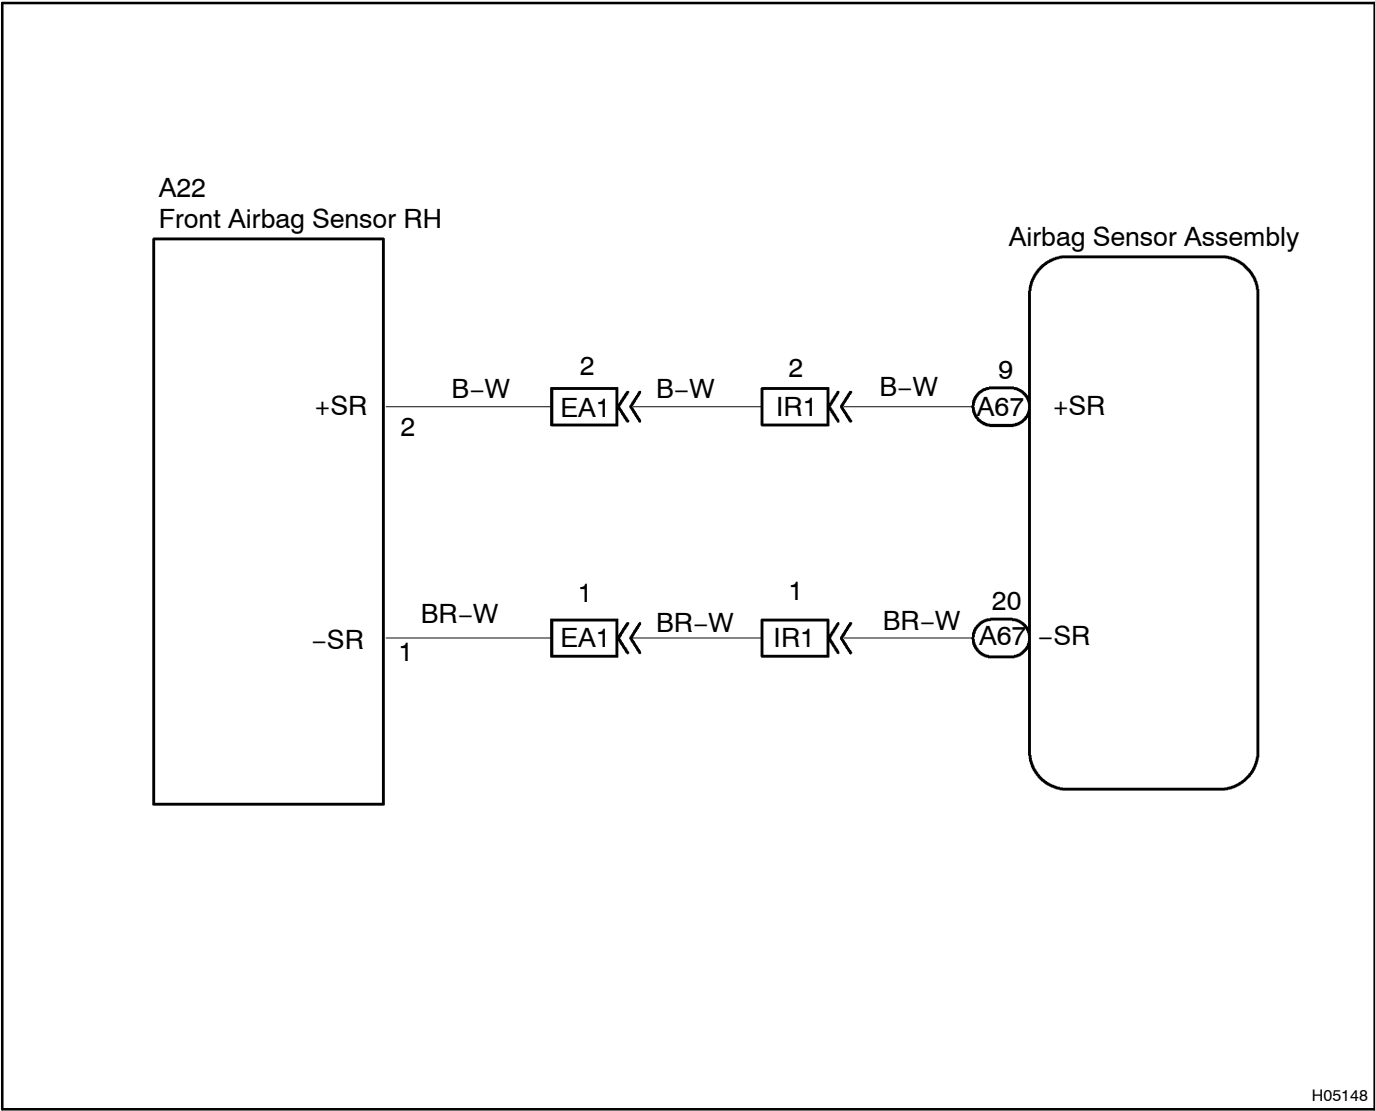 A22
Front Airbag Sensor RH
Airbag Sensor Assembly
2
2
9
B−W
B−W
B−W
+SR
EA1
IR1
A67
+SR
2
1
1
20
BR−W
BR−W
BR−W
−SR
EA1
IR1
A67
−SR
1
H05148